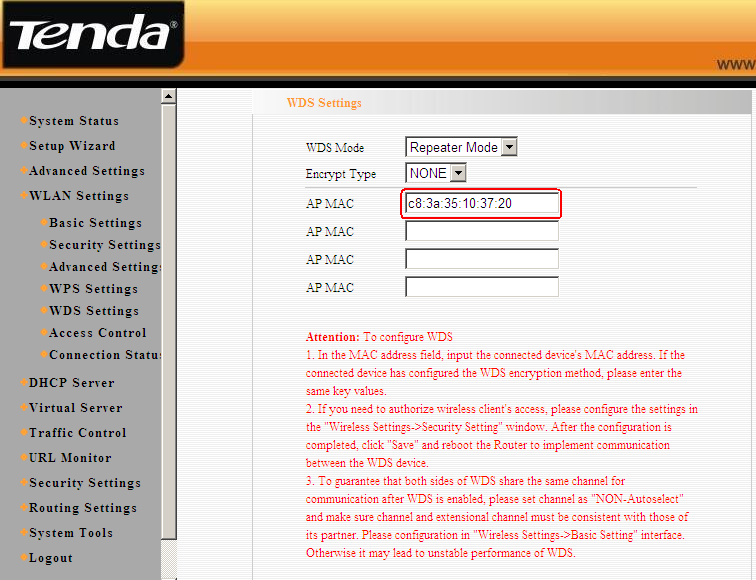 Tenda®
www
System Status
Setup Wizard
Advanced Settings
WLAN Settings
Basic Settings
Security Settings
Advanced Setting
WPS Settings
WDS Settings
Access Control
Connection Statu
DHCP Server
Virtual Server
Traffic Control
URL Monitor
Security Settings
Routing Settings
System Tools
Logout
WDS Settings
WDS Mode Repeater Mode
Encrypt Type NONE
AP MAC c8:3a:35:10:37:20
AP MAC
AP MAC
AP MAC
Attention: To configure WDS
1. In the MAC address field, input the connected device's MAC address. If the
connected device has configured the WDS encryption method, please enter the
same key values.
2. If you need to authorize wireless client's access, please configure the settings in
the "Wireless Settings->Security Setting" window. After the configuration is
completed, click "Save" and reboot the Router to implement communication
between the WDS device.
3. To guarantee that both sides of WDS share the same channel for
communication after WDS is enabled, please set channel as "NON-Autoselect"
and make sure channel and extensional channel must be consistent with those of
its partner. Please configuration in "Wireless Settings->Basic Setting" interface.
Otherwise it may lead to unstable performance of WDS.